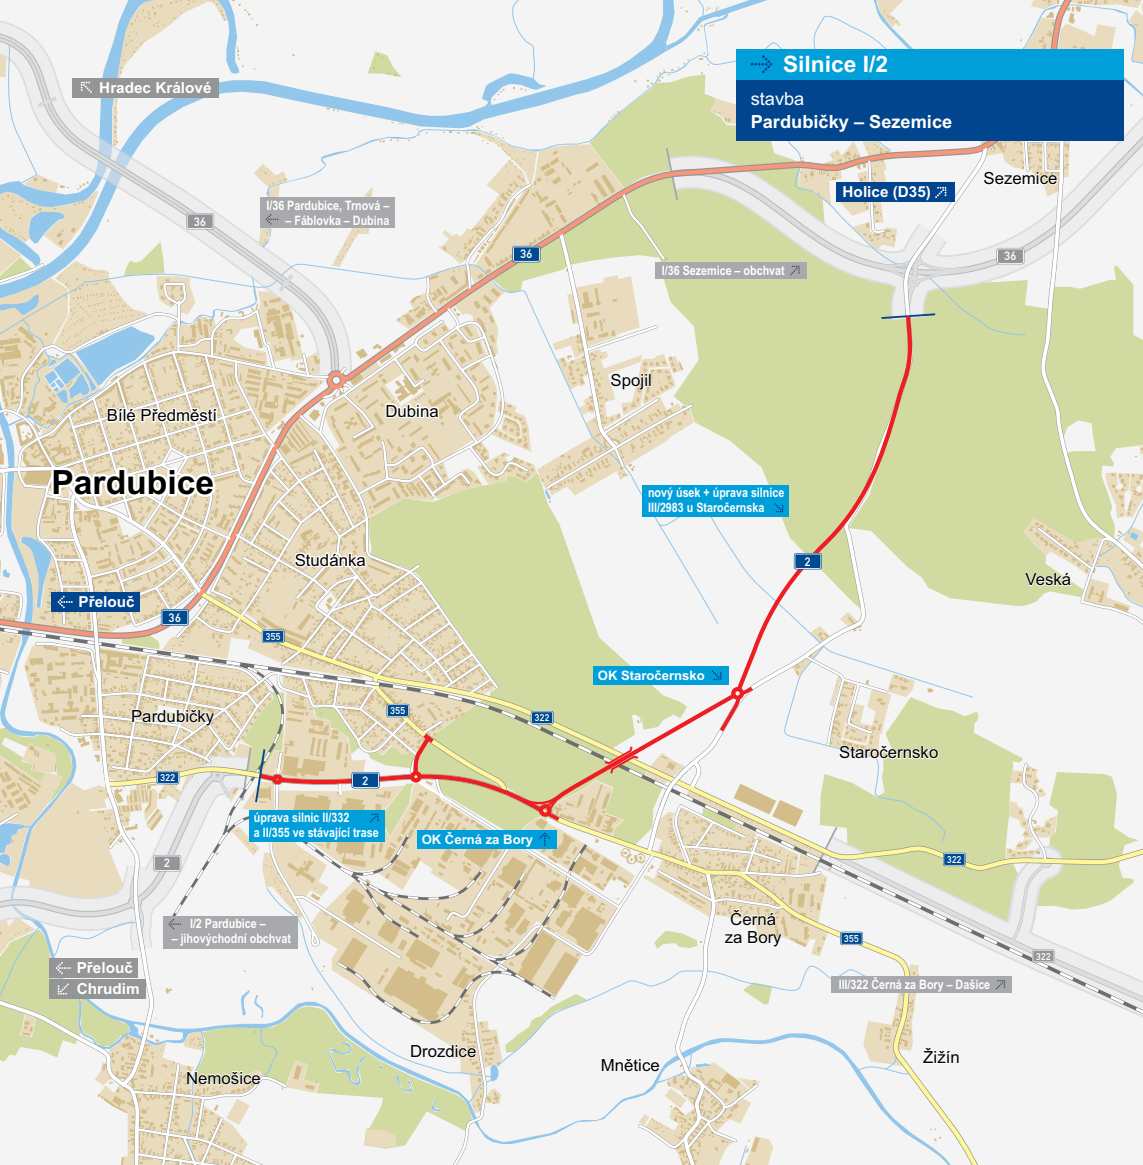 Silnice I/2
stavba
Pardubičky – Sezemice
Hradec Králové
Sezemice
Holice (D35)
I/36 Pardubice, Trnová –
– Fáblovka – Dubina
36
36
36
I/36 Sezemice – obchvat
Spojil
Dubina
Bílé Předměstí
Pardubice
nový úsek + úprava silnice
III/2983 u Staročernska
Studánka
2
Veská
Přelouč
36
355
OK Staročernsko
Pardubičky
355
322
Staročernsko
322
2
úprava silnic II/332
a II/355 ve stávající trase
OK Černá za Bory
2
322
I/2 Pardubice –
– jihovýchodní obchvat
Černá
za Bory
355
322
Přelouč
Chrudim
III/322 Černá za Bory – Dašice
Drozdice
Mnětice
Žižín
Nemošice